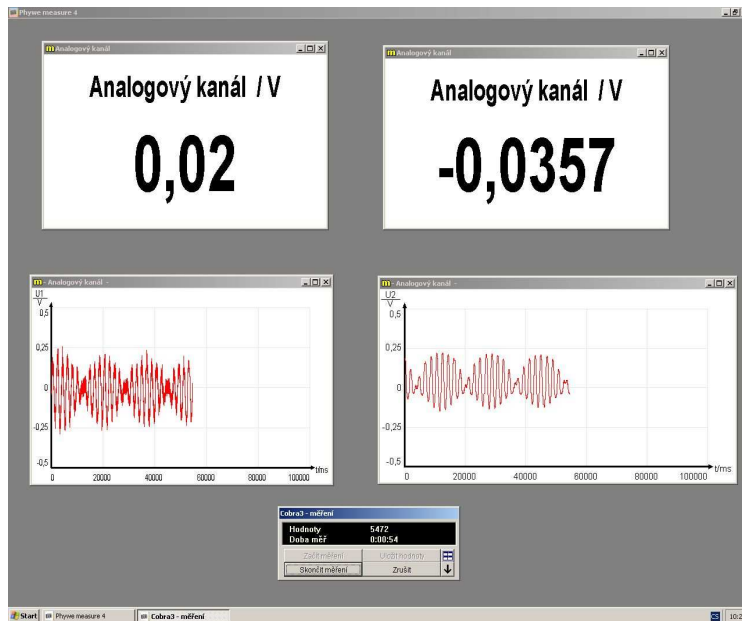 Phywe measure 4
Analogový kanál
Analogový kanál / V
0,02
Analogový kanál
Analogový kanál / V
-0,0357
- Analogový kanál -
U1
V
0,5
0,25
0
-0,25
-0,5
0 20000 40000 60000 80000 100000
t/ms
- Analogový kanál -
U2
V
0,5
0,25
0
-0,25
-0,5
0 20000 40000 60000 80000 100000
t/ms
Cobra3 - měření
Hodnoty 5472
Doba měř 0:00:54
Začít měření Uložit hodnoty
Skončit měření Zrušit
Start Phywe measure 4 Cobra3 - měření CS